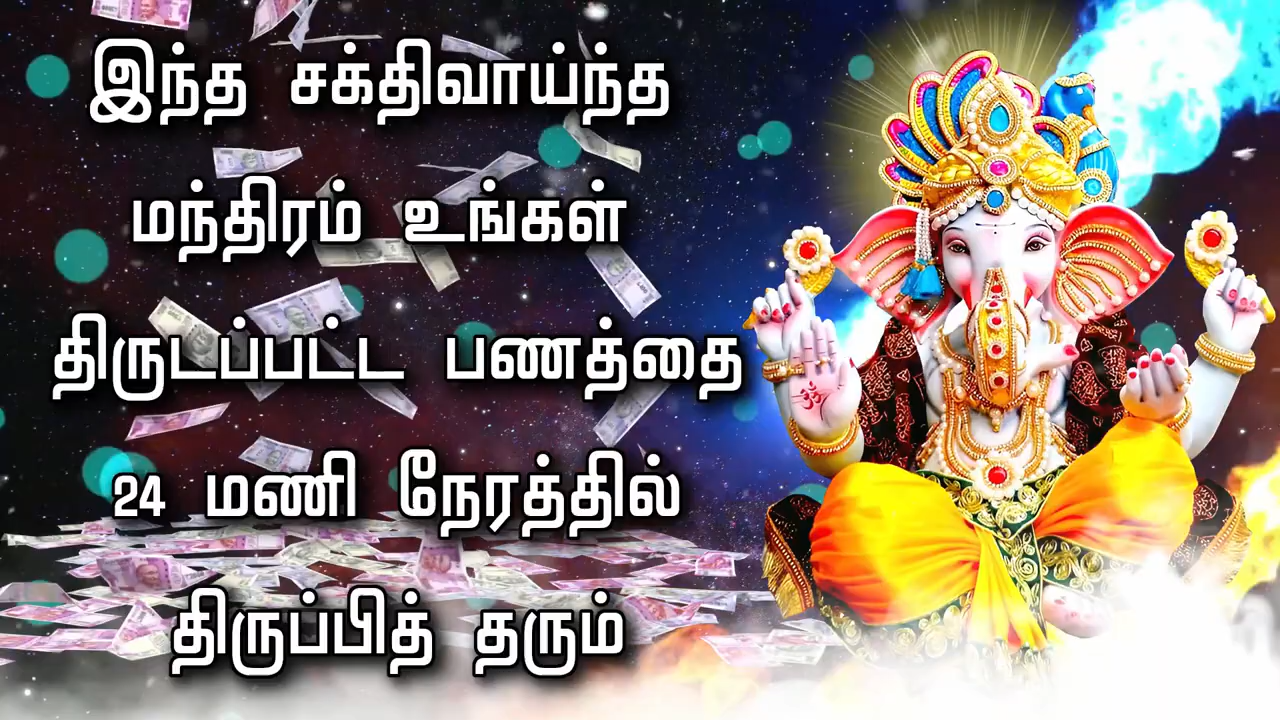 இந்த சக்திவாய்ந்த
மந்திரம் உங்கள்
திருடப்பட்ட பணத்தை
24 மணி நேரத்தில்
திருப்பித் தரும்
ॐ